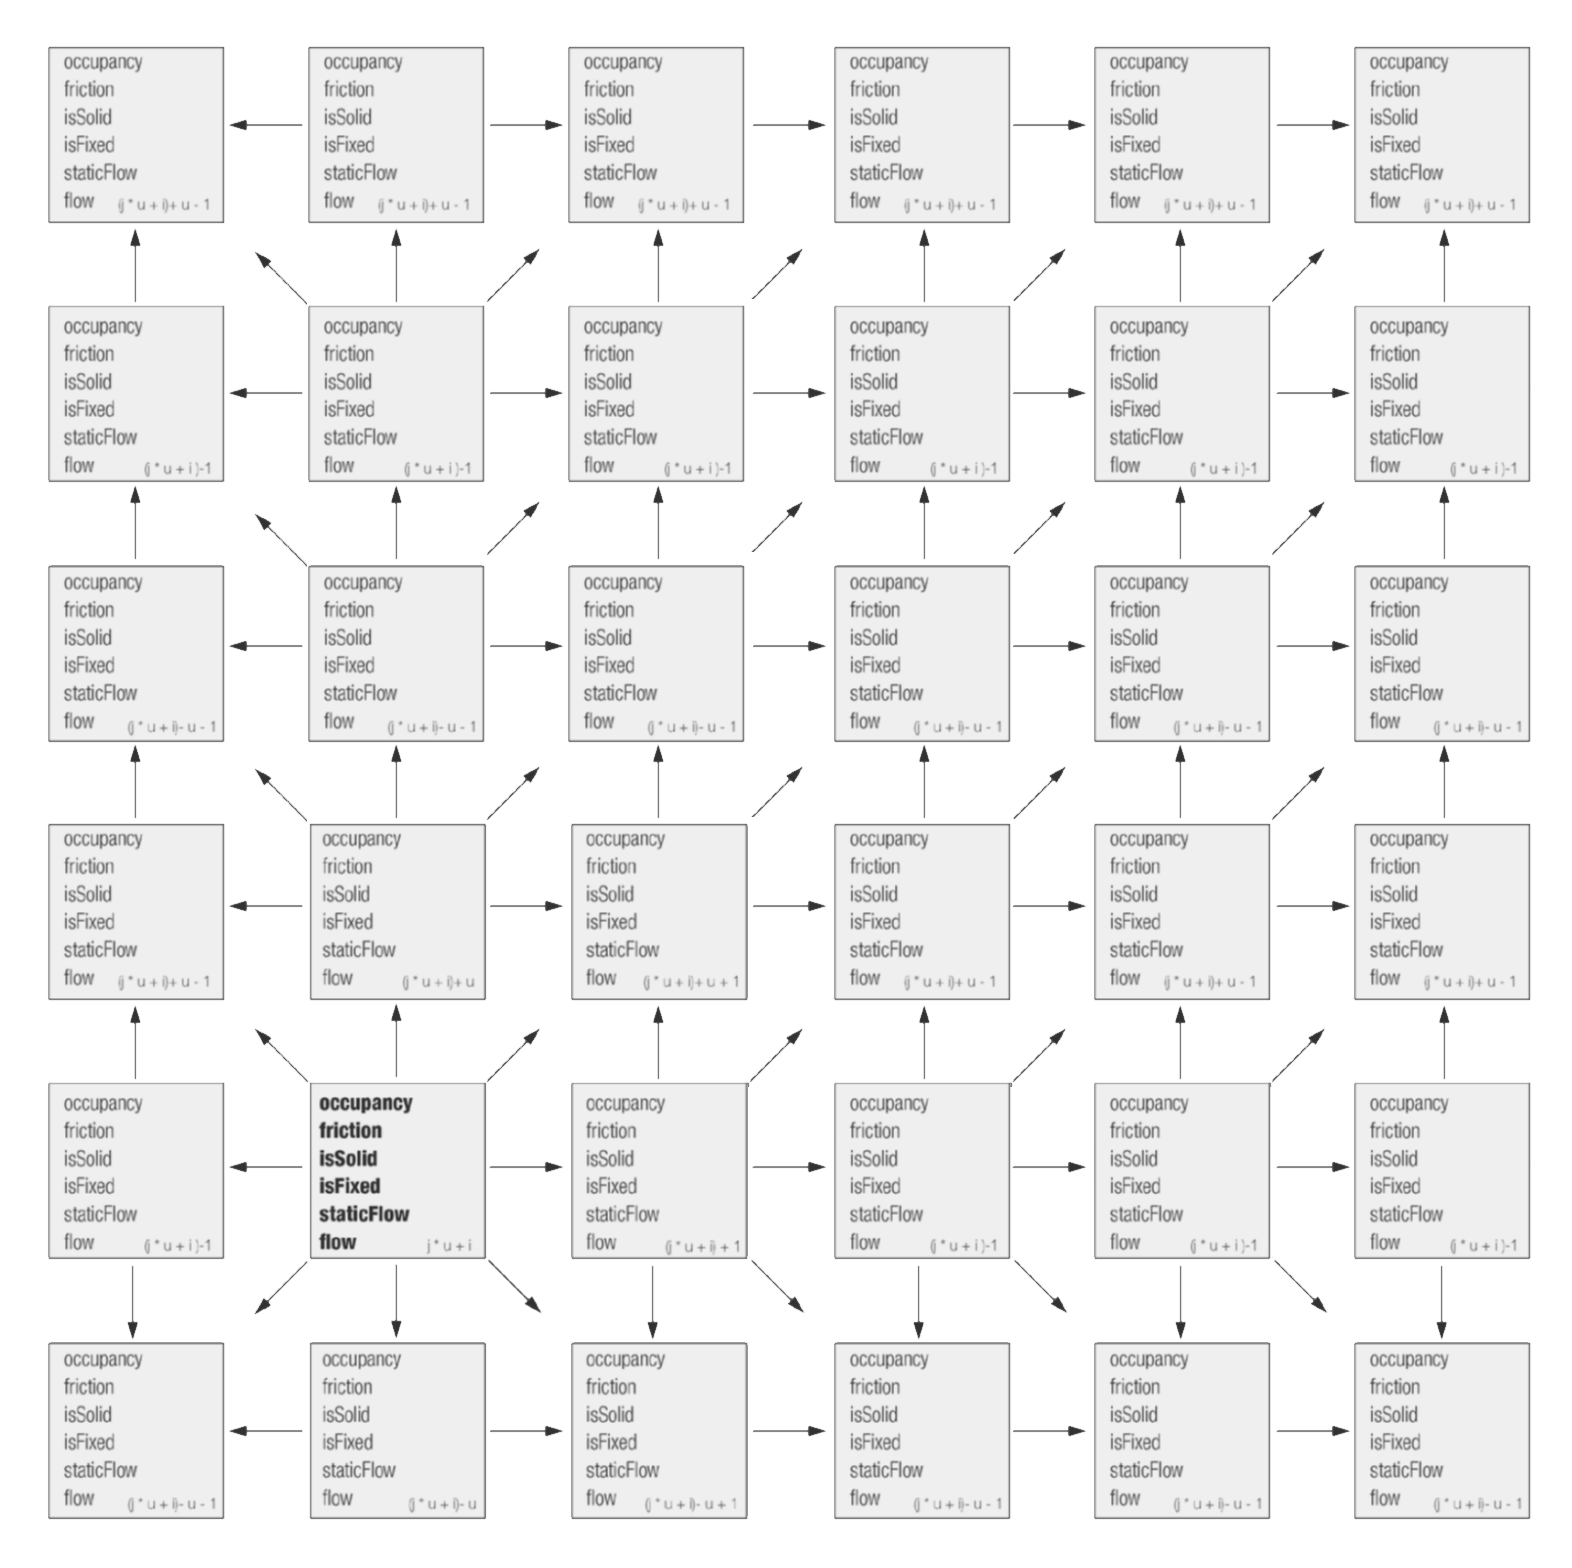 occupancy
friction
isSolid
isFixed
staticFlow
flow (j * u + i)+ u - 1
occupancy
friction
isSolid
isFixed
staticFlow
flow (j * u + i)+ u - 1
occupancy
friction
isSolid
isFixed
staticFlow
flow (j * u + i)+ u - 1
occupancy
friction
isSolid
isFixed
staticFlow
flow (j * u + i)+ u - 1
occupancy
friction
isSolid
isFixed
staticFlow
flow (j * u + i)+ u - 1
occupancy
friction
isSolid
isFixed
staticFlow
flow (j * u + i)+ u - 1
occupancy
friction
isSolid
isFixed
staticFlow
flow (j * u + i )-1
occupancy
friction
isSolid
isFixed
staticFlow
flow (j * u + i )-1
occupancy
friction
isSolid
isFixed
staticFlow
flow (j * u + i )-1
occupancy
friction
isSolid
isFixed
staticFlow
flow (j * u + i )-1
occupancy
friction
isSolid
isFixed
staticFlow
flow (j * u + i )-1
occupancy
friction
isSolid
isFixed
staticFlow
flow (j * u + i )-1
occupancy
friction
isSolid
isFixed
staticFlow
flow (j * u + i)- u - 1
occupancy
friction
isSolid
isFixed
staticFlow
flow (j * u + i)- u - 1
occupancy
friction
isSolid
isFixed
staticFlow
flow (j * u + i)- u - 1
occupancy
friction
isSolid
isFixed
staticFlow
flow (j * u + i)- u - 1
occupancy
friction
isSolid
isFixed
staticFlow
flow (j * u + i)- u - 1
occupancy
friction
isSolid
isFixed
staticFlow
flow (j * u + i)- u - 1
occupancy
friction
isSolid
isFixed
staticFlow
flow (j * u + i)+ u - 1
occupancy
friction
isSolid
isFixed
staticFlow
flow (j * u + i)+ u
occupancy
friction
isSolid
isFixed
staticFlow
flow (j * u + i)+ u + 1
occupancy
friction
isSolid
isFixed
staticFlow
flow (j * u + i)+ u - 1
occupancy
friction
isSolid
isFixed
staticFlow
flow (j * u + i)+ u - 1
occupancy
friction
isSolid
isFixed
staticFlow
flow (j * u + i)+ u - 1
occupancy
friction
isSolid
isFixed
staticFlow
flow (j * u + i )-1
occupancy
friction
isSolid
isFixed
staticFlow
flow j * u + i
occupancy
friction
isSolid
isFixed
staticFlow
flow (j * u + i) + 1
occupancy
friction
isSolid
isFixed
staticFlow
flow (j * u + i )-1
occupancy
friction
isSolid
isFixed
staticFlow
flow (j * u + i )-1
occupancy
friction
isSolid
isFixed
staticFlow
flow (j * u + i )-1
occupancy
friction
isSolid
isFixed
staticFlow
flow (j * u + i)- u - 1
occupancy
friction
isSolid
isFixed
staticFlow
flow (j * u + i)- u
occupancy
friction
isSolid
isFixed
staticFlow
flow (j * u + i)- u + 1
occupancy
friction
isSolid
isFixed
staticFlow
flow (j * u + i)- u - 1
occupancy
friction
isSolid
isFixed
staticFlow
flow (j * u + i)- u - 1
occupancy
friction
isSolid
isFixed
staticFlow
flow (j * u + i)- u - 1